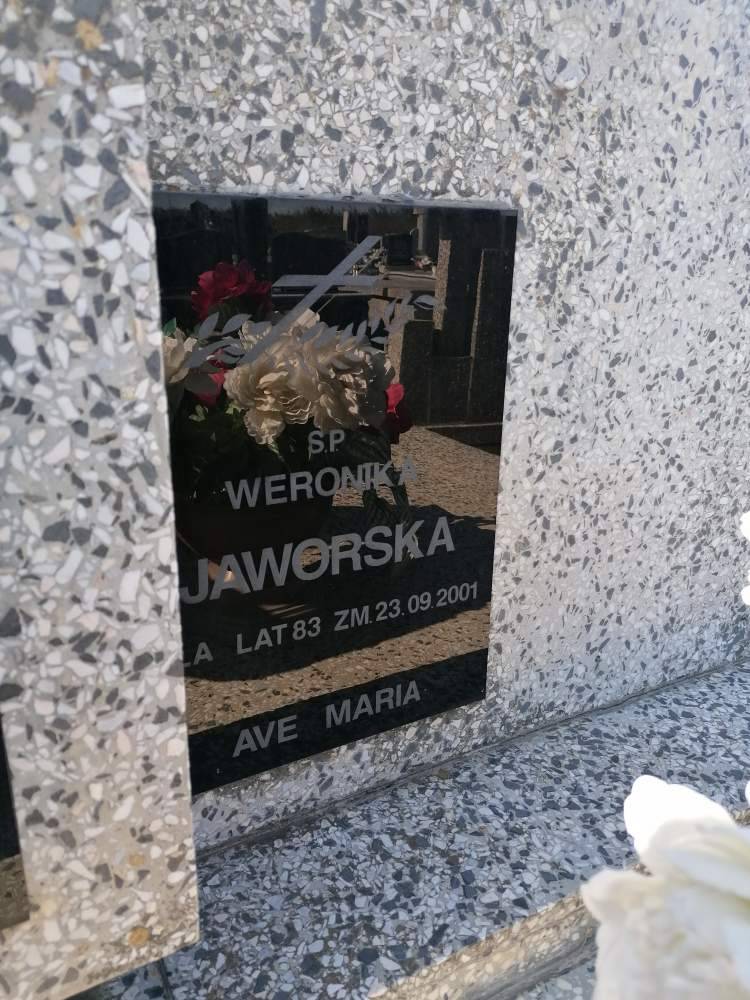 S.P.
WERONIKA
JAWORSKA
LAT 83 ZM. 23.09.2001
AVE MARIA